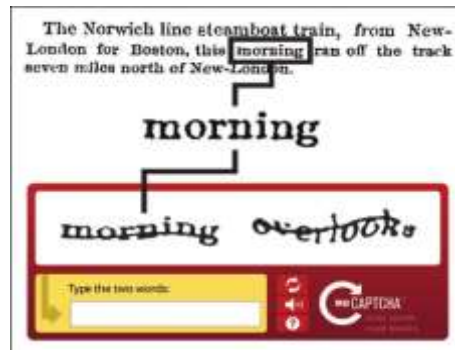 The Norwich line steamboat train, from New-
London for Boston, this morning ran off the track
seven miles north of New-London.
morning
morning overlooks
Type the two words:
reCAPTCHA